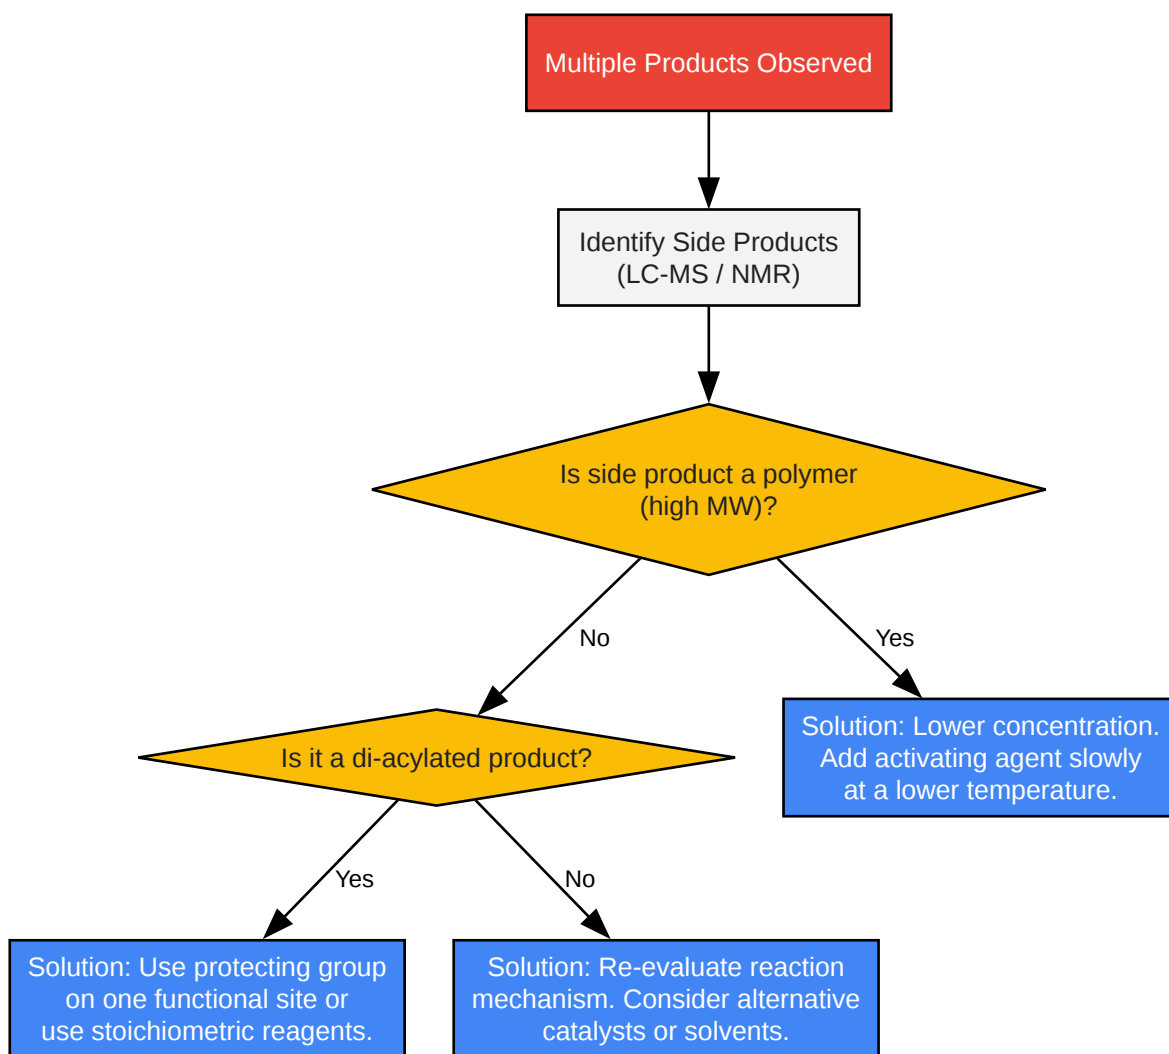 Multiple Products Observed
Identify Side Products
(LC-MS / NMR)
Is side product a polymer
(high MW)?
No
Yes
Solution: Lower concentration.
Add activating agent slowly
at a lower temperature.
Is it a di-acylated product?
Yes
No
Solution: Use protecting group
on one functional site or
use stoichiometric reagents.
Solution: Re-evaluate reaction
mechanism. Consider alternative
catalysts or solvents.